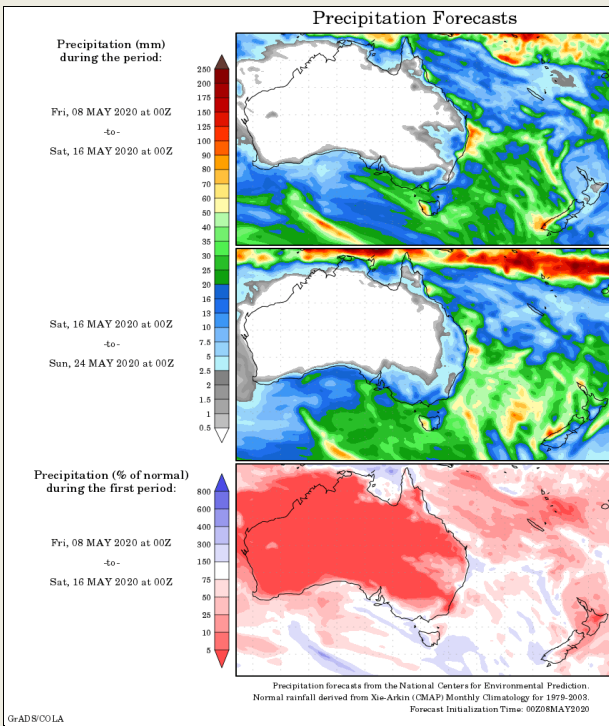 Precipitation Forecasts
Precipitation (mm)
during the period:
Fri, 08 MAY 2020 at 00Z
-to-
Sat, 16 MAY 2020 at 00Z
250
200
175
150
125
100
90
80
70
60
50
40
35
30
25
20
16
13
10
7.5
5
2.5
2
1.5
1
0.5
Sat, 16 MAY 2020 at 00Z
-to-
Sun, 24 MAY 2020 at 00Z
Precipitation (% of normal)
during the first period:
Fri, 08 MAY 2020 at 00Z
-to-
Sat, 16 MAY 2020 at 00Z
800
600
400
300
150
75
50
25
10
5
Precipitation forecasts from the National Centers for Environmental Prediction.
Normal rainfall derived from Xie-Arkin (CMAP) Monthly Climatology for 1979-2003.
Forecast Initialization Time: 00Z08MAY2020
GrADS/COLA